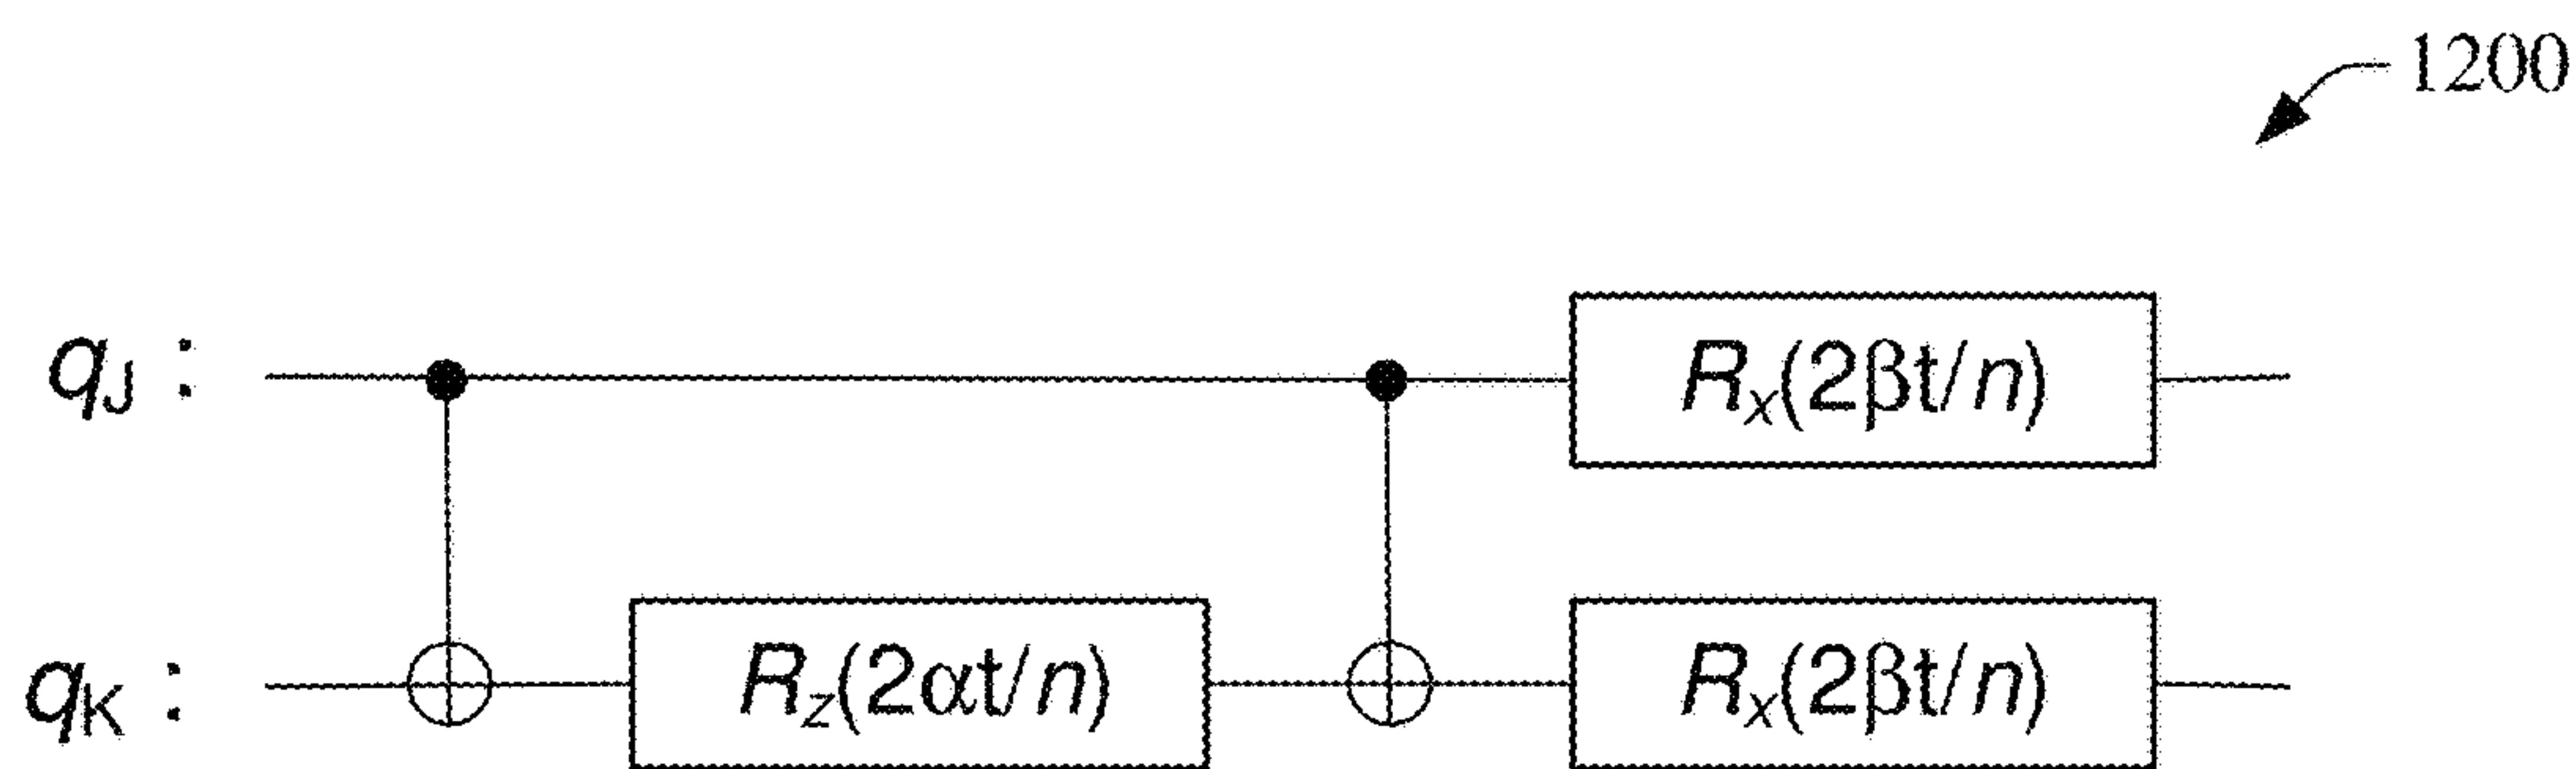 1200
qJ : Rx(2βt/n)
qK : Rz(2αt/n) Rx(2βt/n)